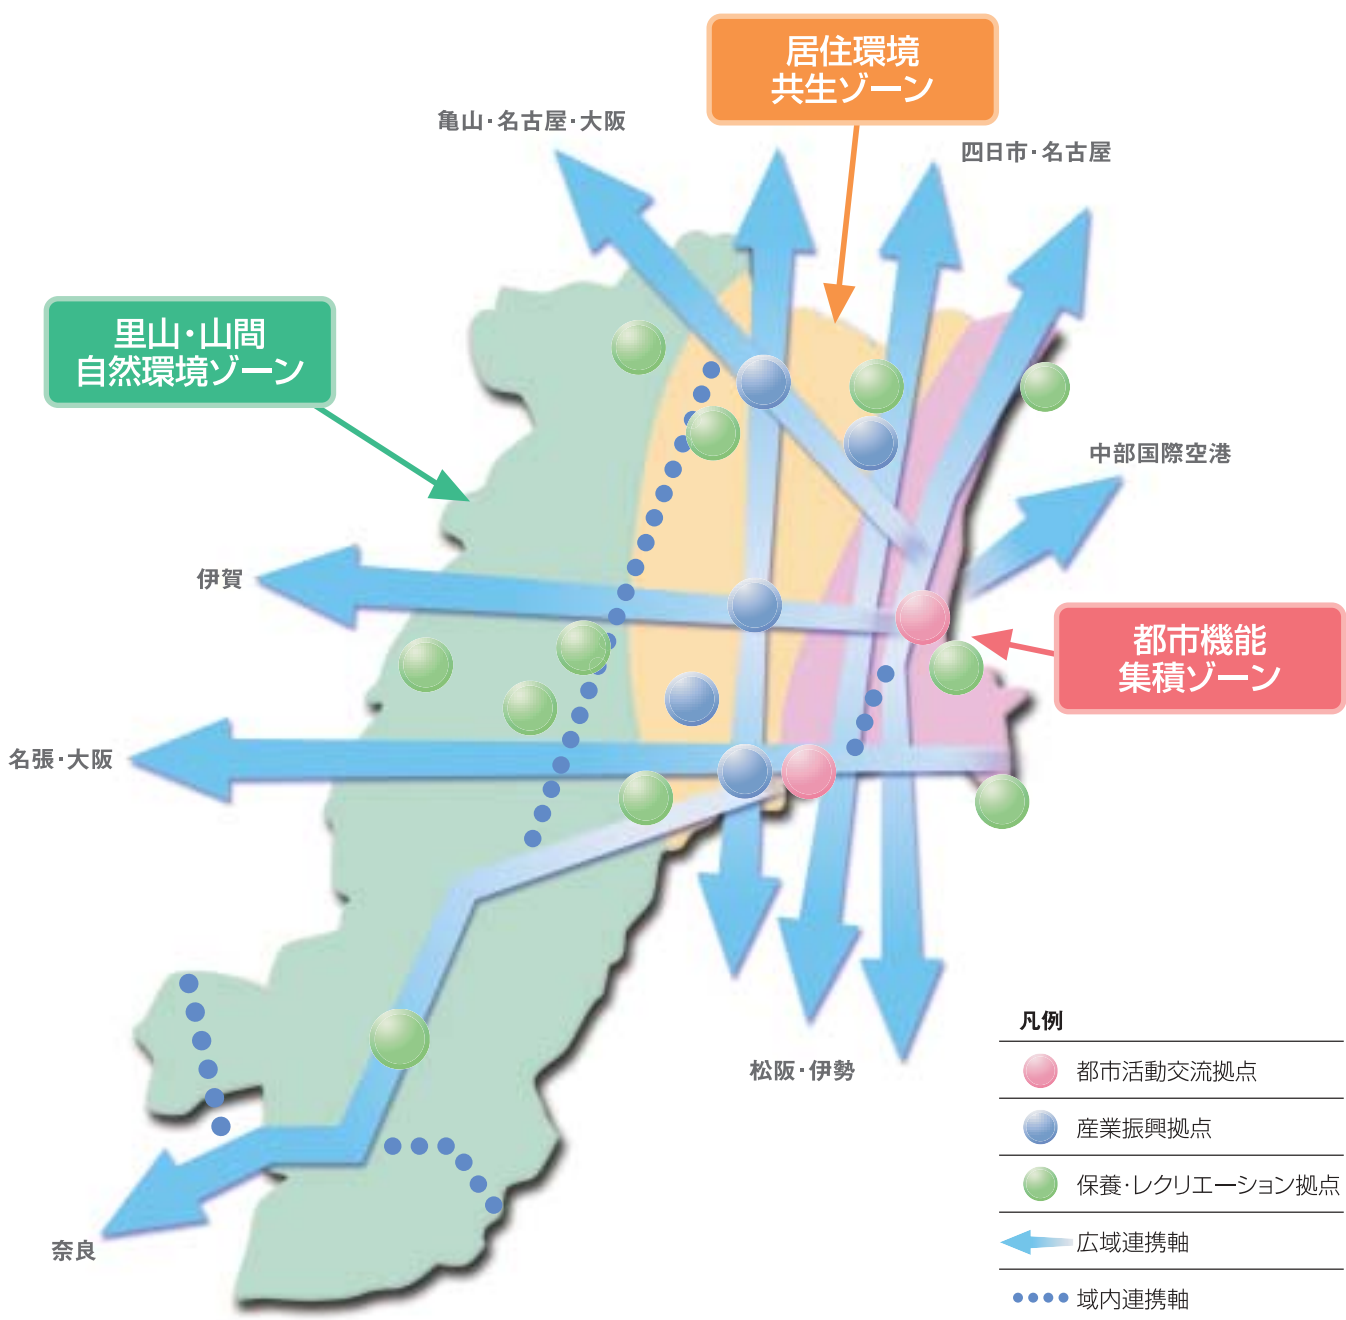 居住環境
共生ゾーン
亀山・名古屋・大阪
四日市・名古屋
里山・山間
自然環境ゾーン
中部国際空港
伊賀
都市機能
集積ゾーン
名張・大阪
松阪・伊勢
奈良
凡例
都市活動交流拠点
産業振興拠点
保養・レクリエーション拠点
広域連携軸
域内連携軸